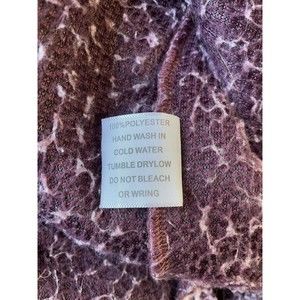 100%POLYESTER
HAND WASH IN
COLD WATER
TUMBLE DRYLOW
DO NOT BLEACH
OR WRING